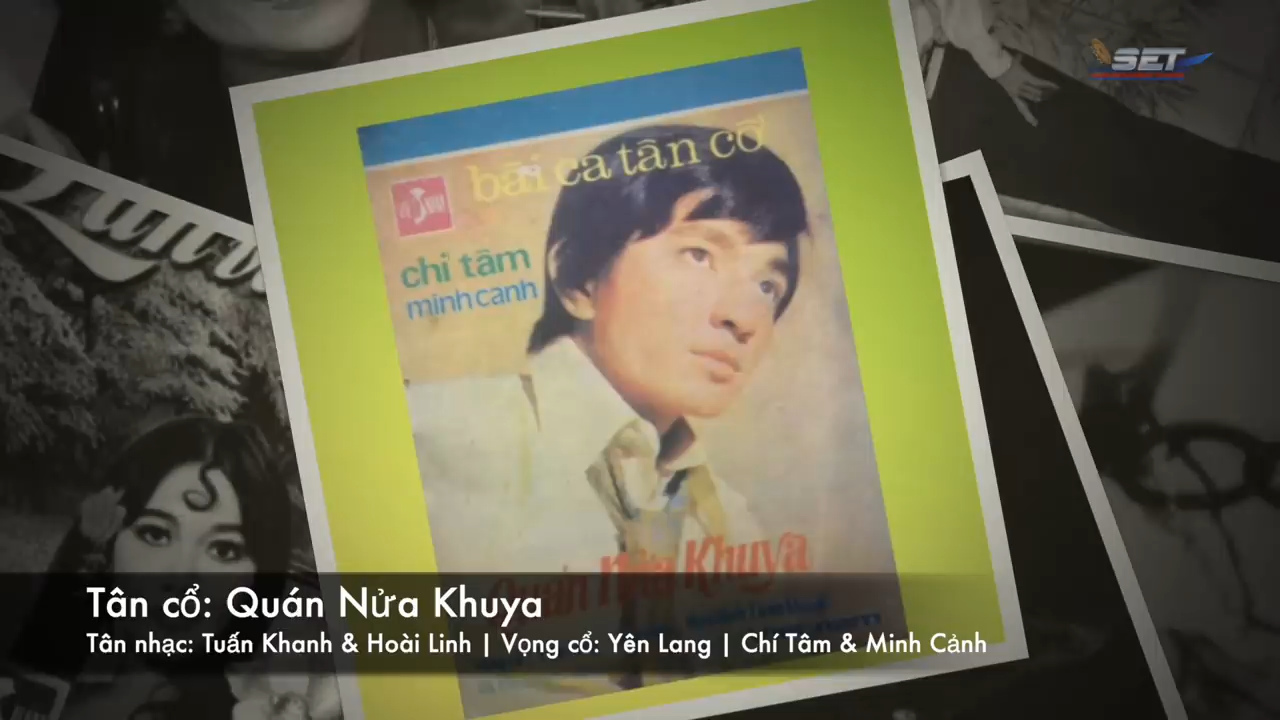 SET
bài ca tân cổ
chí tâm
minh cảnh
Quán Nửa Khuya
Tân cổ: Quán Nửa Khuya
Tân nhạc: Tuấn Khanh & Hoài Linh | Vọng cổ: Yên Lang | Chí Tâm & Minh Cảnh